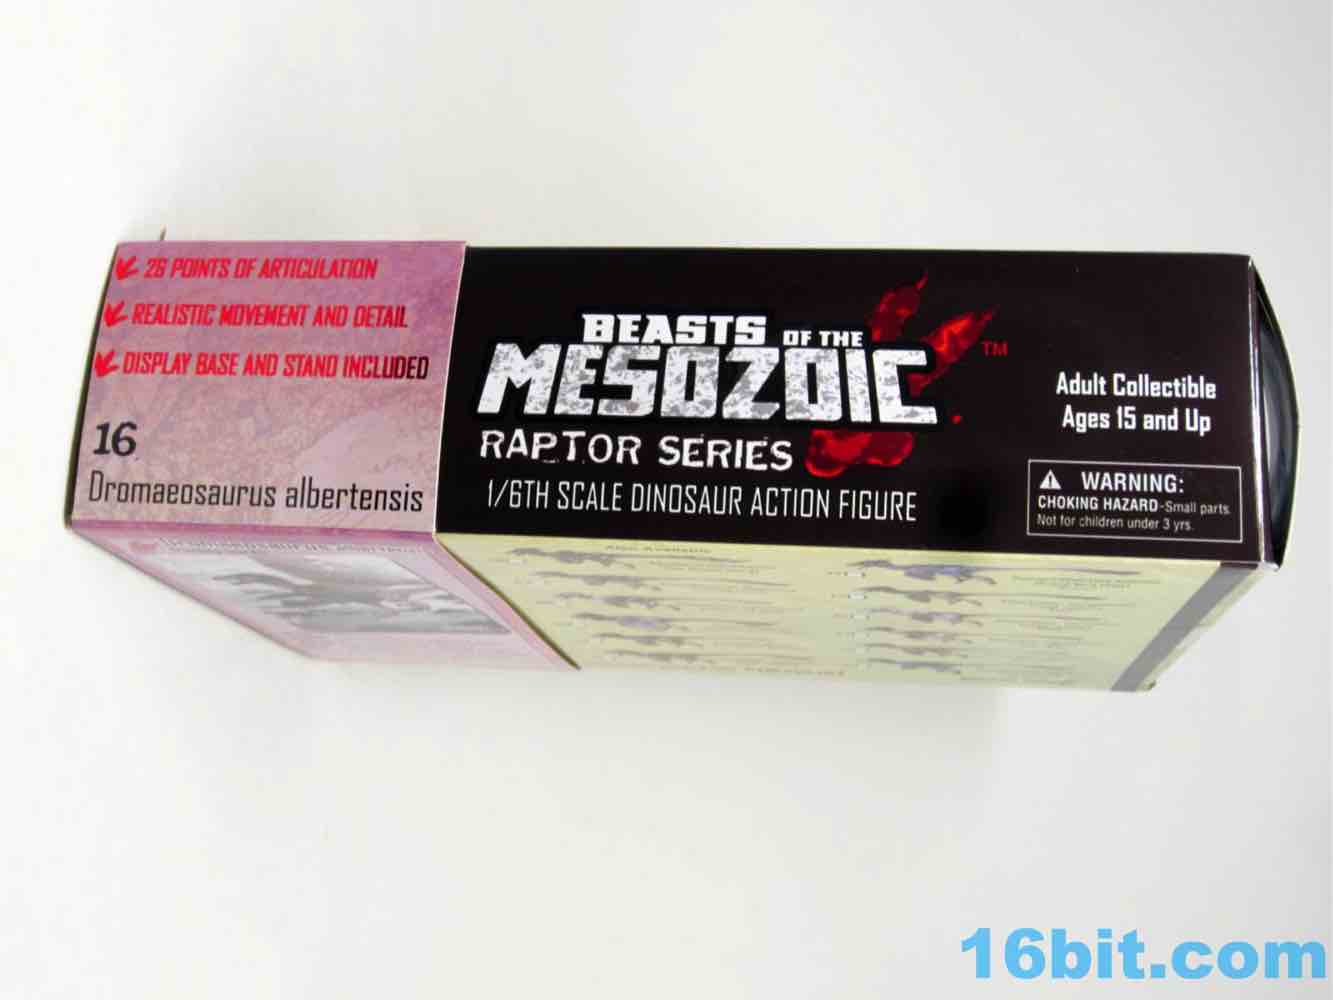 26 POINTS OF ARTICULATION
REALISTIC MOVEMENT AND DETAIL
DISPLAY BASE AND STAND INCLUDED
16
Dromaeosaurus albertensis
BEASTS OF THE
MESOZOIC TM
RAPTOR SERIES
1/6TH SCALE DINOSAUR ACTION FIGURE
Adult Collectible
Ages 15 and Up
WARNING:
CHOKING HAZARD-Small parts.
Not for children under 3 yrs.
Also Available
16bit.com